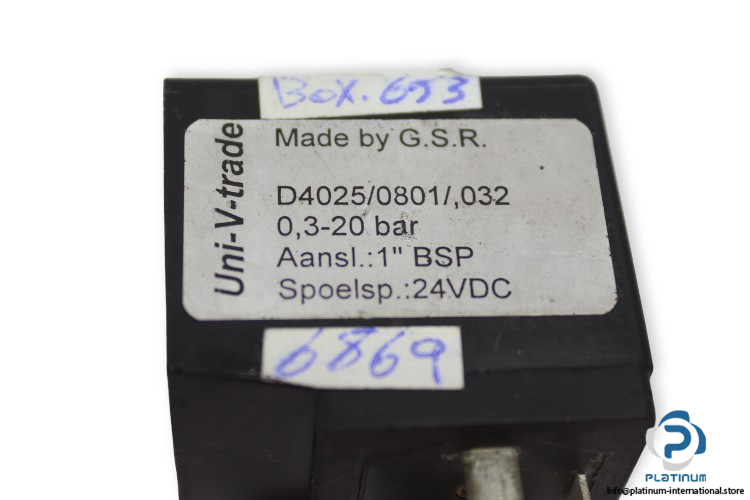 Box.653
Uni-V-trade
Made by G.S.R.
D4025/0801/,032
0,3-20 bar
Aansl.:1" BSP
Spoelsp.:24VDC
6869
PLATINUM
info@platinum-international.store